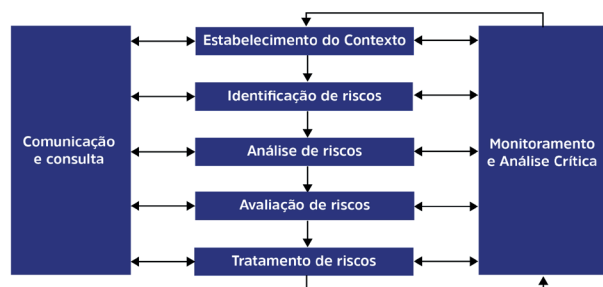 Estabelecimento do Contexto
Identificação de riscos
Comunicação
e consulta
Análise de riscos
Monitoramento
e Análise Crítica
Avaliação de riscos
Tratamento de riscos